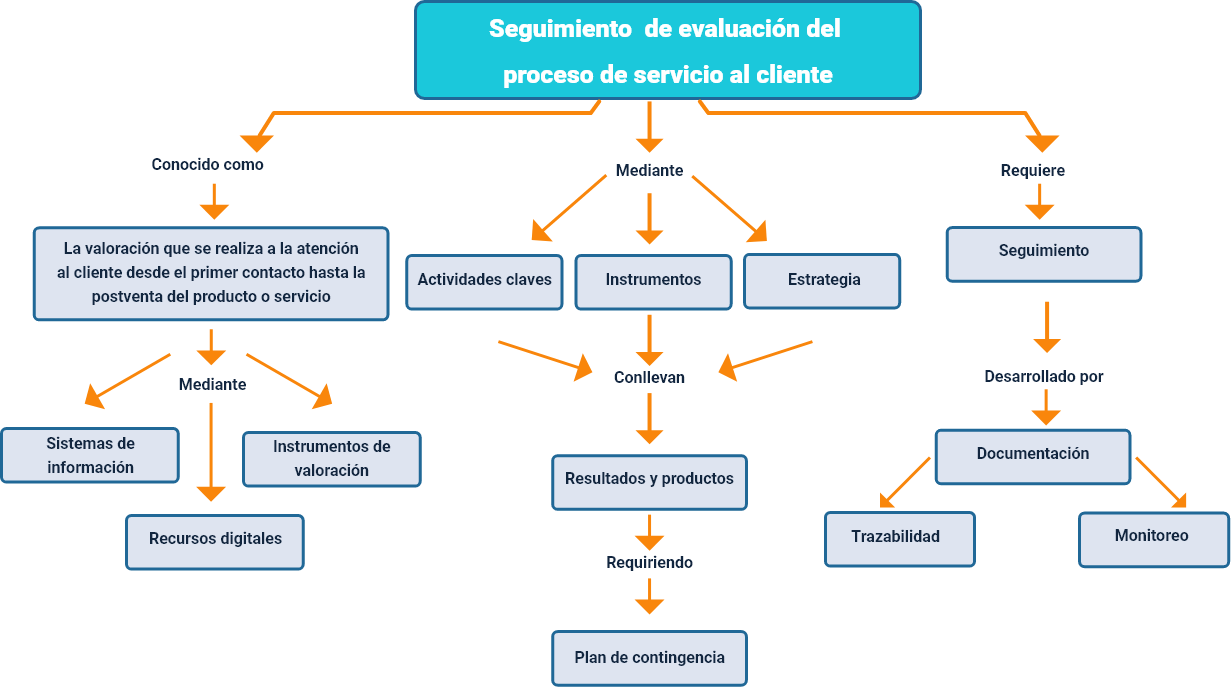 Seguimiento de evaluación del
proceso de servicio al cliente
Conocido como
La valoración que se realiza a la atención
al cliente desde el primer contacto hasta la
postventa del producto o servicio
Mediante
Sistemas de
información
Instrumentos de
valoración
Recursos digitales
Mediante
Actividades claves
Instrumentos
Estrategia
Conllevan
Resultados y productos
Requiriendo
Plan de contingencia
Requiere
Seguimiento
Desarrollado por
Documentación
Trazabilidad
Monitoreo